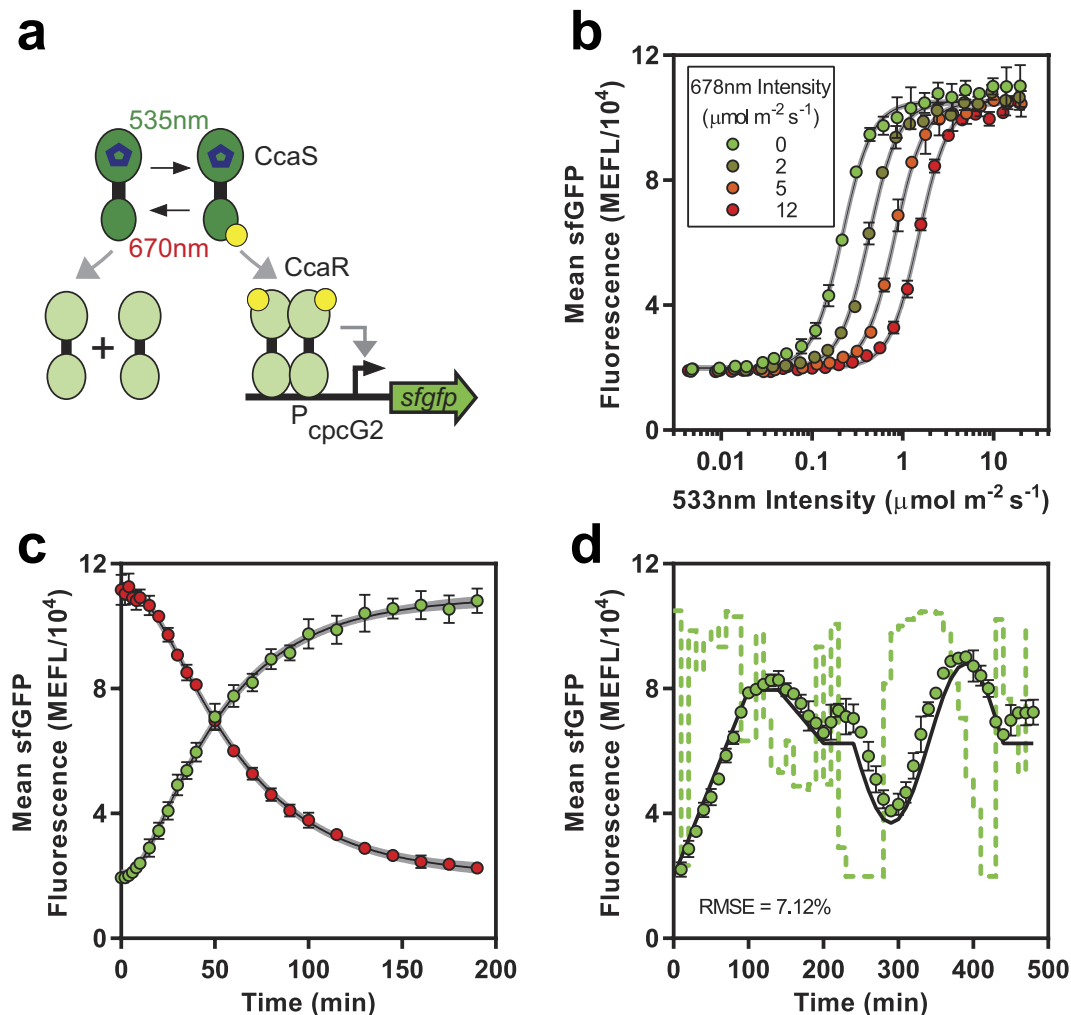 a
535nm
CcaS
670nm
CcaR
+
P
cpcG2
sfgfp
b
Mean sfGFP
Fluorescence (MEFL/10⁴)
12
8
4
0
678nm Intensity
(μmol m⁻² s⁻¹)
0
2
5
12
0.01 0.1 1 10
533nm Intensity (μmol m⁻² s⁻¹)
c
Mean sfGFP
Fluorescence (MEFL/10⁴)
12
8
4
0
0 50 100 150 200
Time (min)
d
Mean sfGFP
Fluorescence (MEFL/10⁴)
12
8
4
0
RMSE = 7.12%
0 100 200 300 400 500
Time (min)